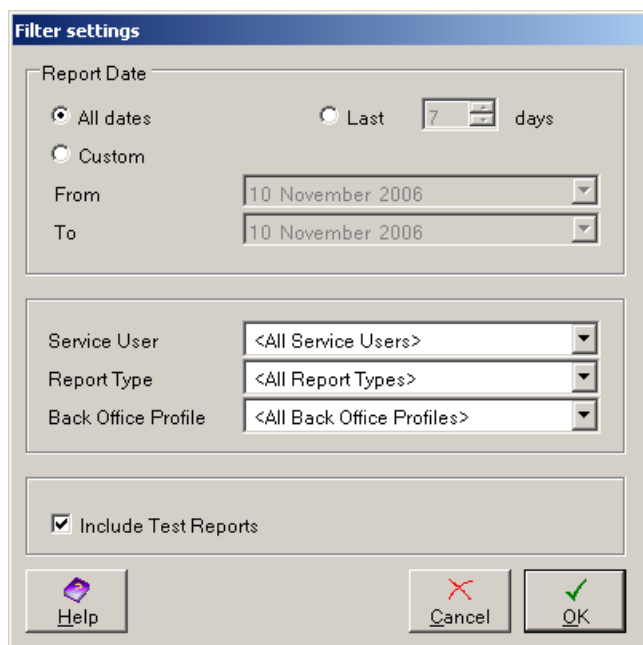 Filter settings
Report Date
All dates
Last 7 days
Custom
From 10 November 2006
To 10 November 2006
Service User <All Service Users>
Report Type <All Report Types>
Back Office Profile <All Back Office Profiles>
Include Test Reports
Help Cancel OK